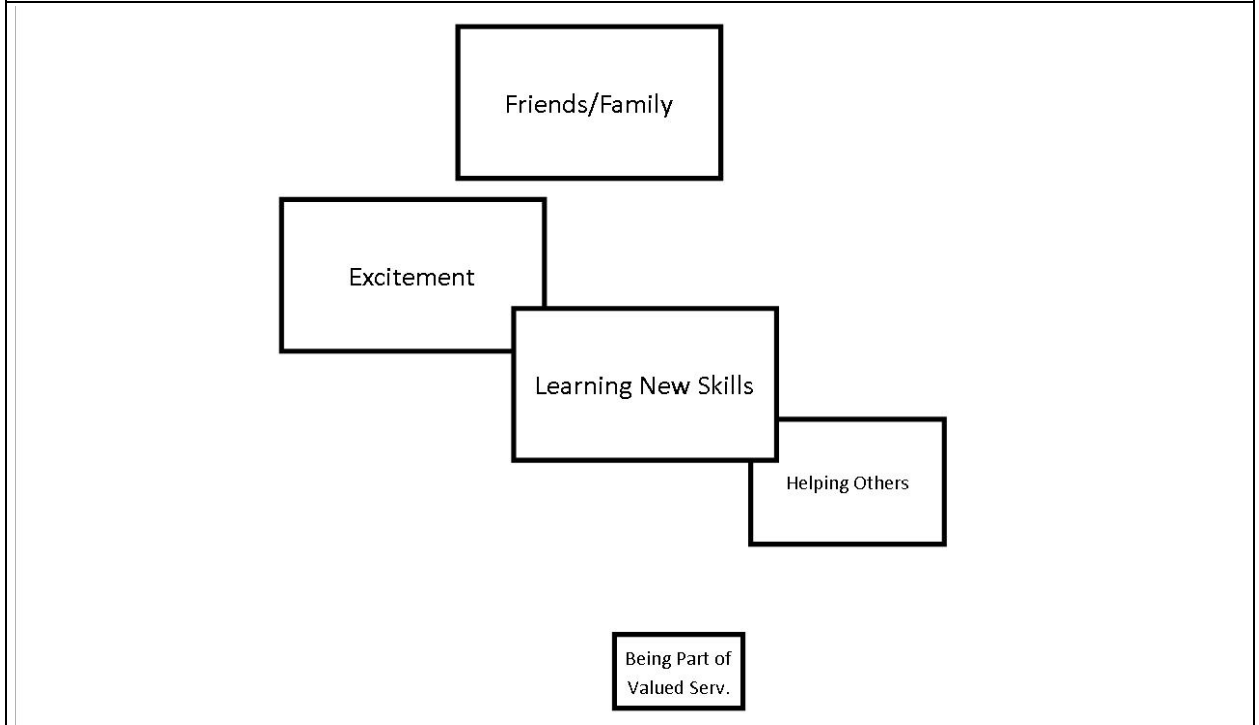 Friends/Family
Excitement
Learning New Skills
Helping Others
Being Part of
Valued Serv.